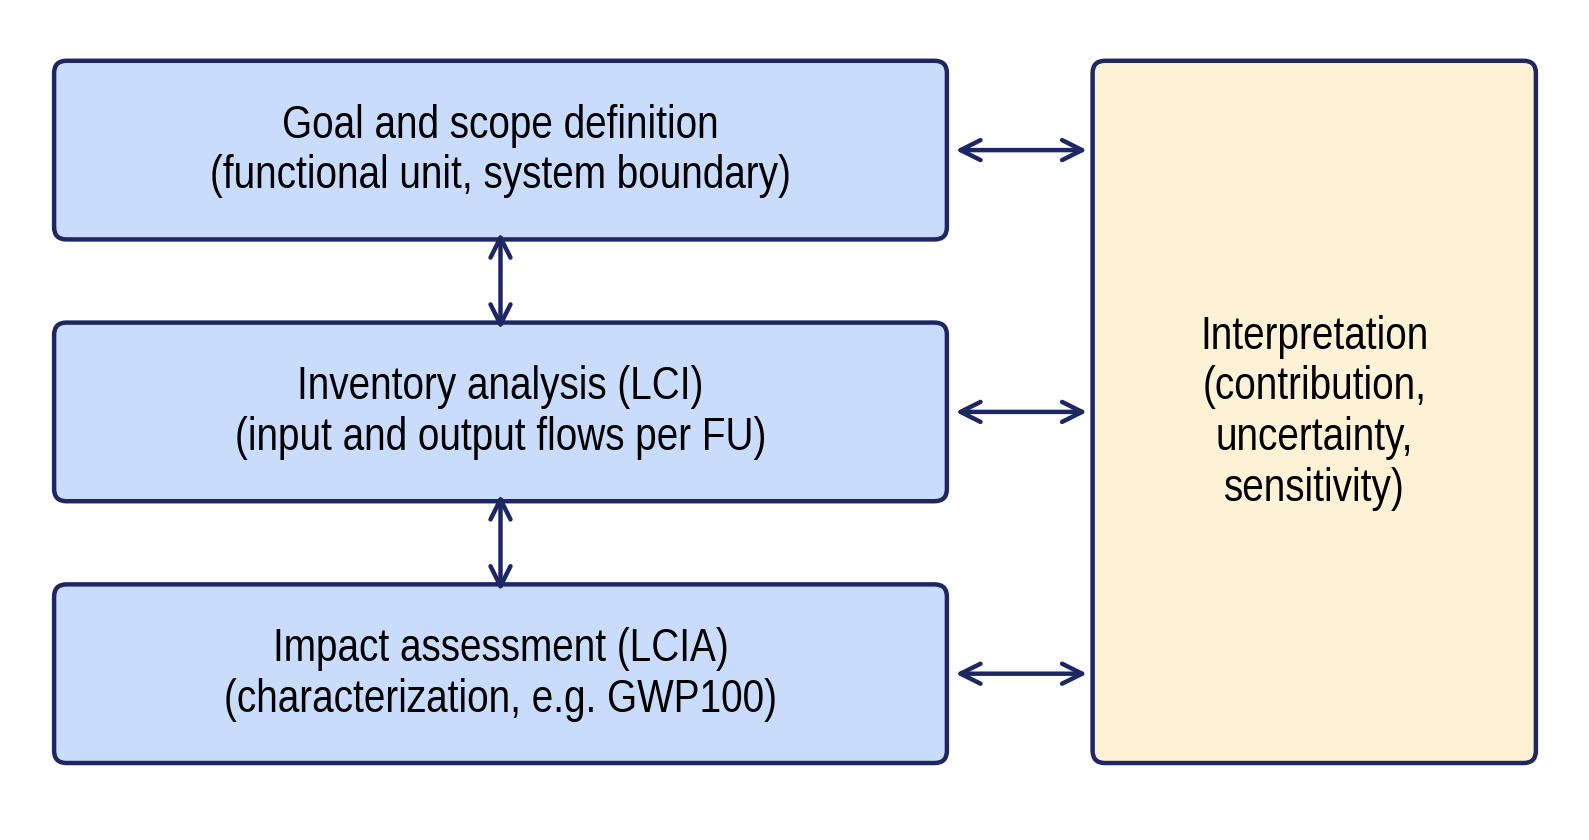 Goal and scope definition
(functional unit, system boundary)
Inventory analysis (LCI)
(input and output flows per FU)
Impact assessment (LCIA)
(characterization, e.g. GWP100)
Interpretation
(contribution,
uncertainty,
sensitivity)